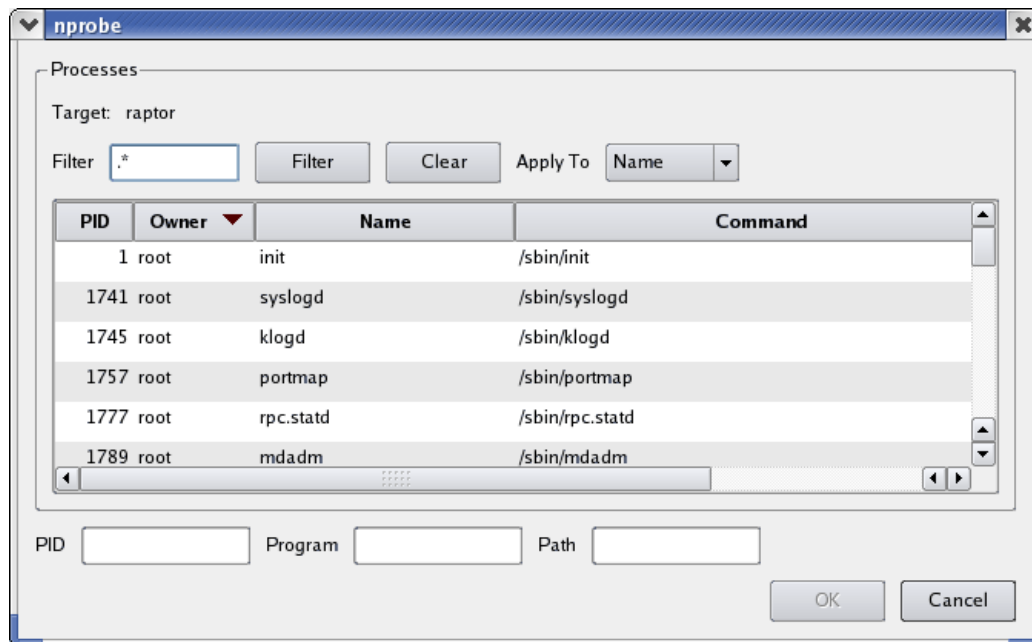 nprobe
Processes
Target: raptor
Filter .* Filter Clear Apply To Name
PID Owner Name Command
1 root init /sbin/init
1741 root syslogd /sbin/syslogd
1745 root klogd /sbin/klogd
1757 root portmap /sbin/portmap
1777 root rpc.statd /sbin/rpc.statd
1789 root mdadm /sbin/mdadm
PID Program Path
OK Cancel